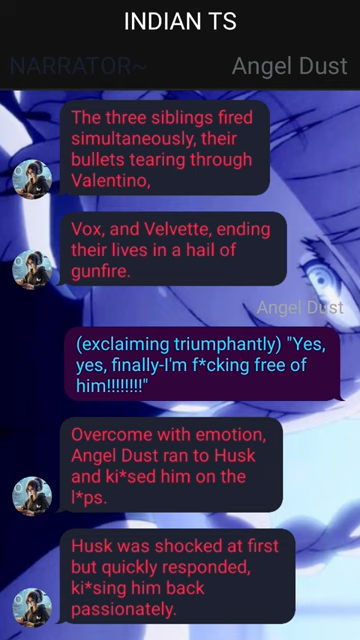 INDIAN TS
NARRATOR~ Angel Dust
The three siblings fired
simultaneously, their
bullets tearing through
Valentino,
Vox, and Velvette, ending
their lives in a hail of
gunfire.
Angel Dust
(exclaiming triumphantly) "Yes,
yes, finally-I'm f*cking free of
him!!!!!!!!"
Overcome with emotion,
Angel Dust ran to Husk
and ki*sed him on the
l*ps.
Husk was shocked at first
but quickly responded,
ki*sing him back
passionately.